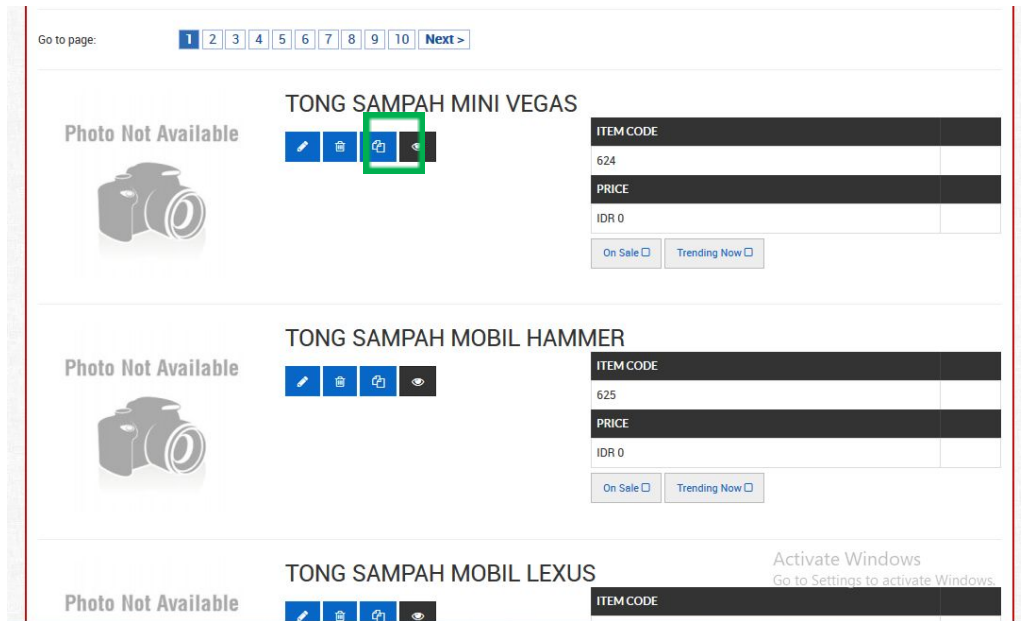 Go to page: 1 2 3 4 5 6 7 8 9 10 Next >
TONG SAMPAH MINI VEGAS
Photo Not Available
ITEM CODE
624
PRICE
IDR 0
On Sale Trending Now
TONG SAMPAH MOBIL HAMMER
Photo Not Available
ITEM CODE
625
PRICE
IDR 0
On Sale Trending Now
Activate Windows
Go to Settings to activate Windows.
TONG SAMPAH MOBIL LEXUS
Photo Not Available
ITEM CODE